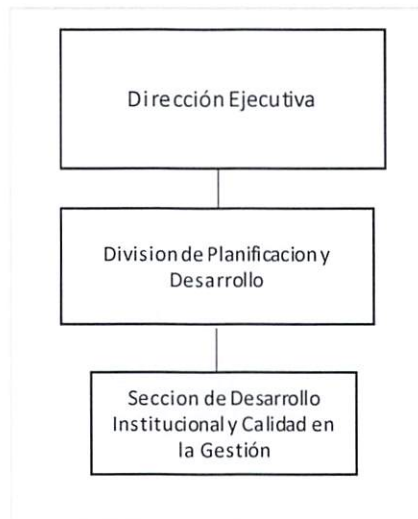 Dirección Ejecutiva
Division de Planificacion y
Desarrollo
Seccion de Desarrollo
Institucional y Calidad en
la Gestión